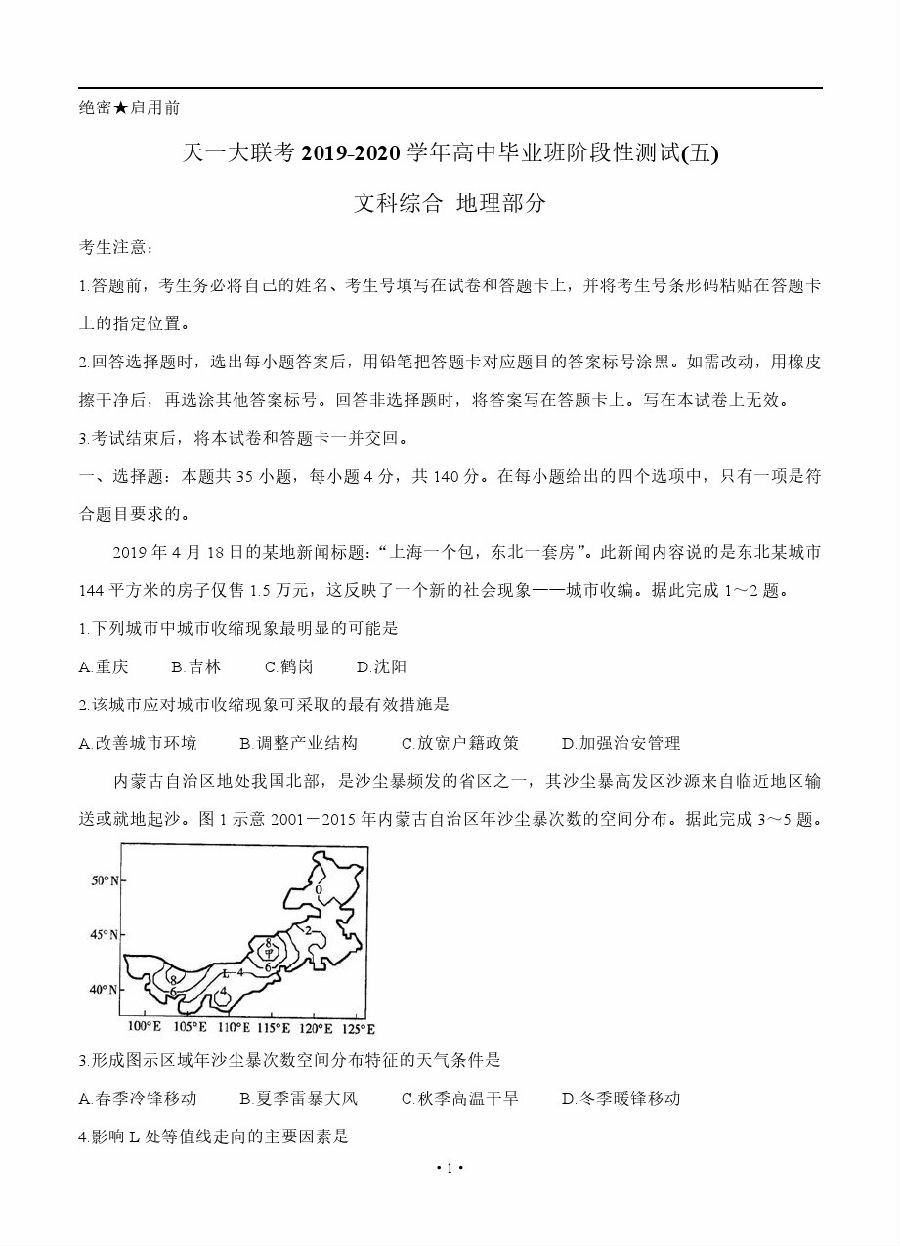 绝密★启用前
天一大联考 2019-2020 学年高中毕业班阶段性测试(五)
文科综合 地理部分
考生注意:
1.答题前,考生务必将自己的姓名、考生号填写在试卷和答题卡上,并将考生号条形码粘贴在答题卡
上的指定位置。
2.回答选择题时,选出每小题答案后,用铅笔把答题卡对应题目的答案标号涂黑。如需改动,用橡皮
擦干净后,再选涂其他答案标号。回答非选择题时,将答案写在答题卡上。写在本试卷上无效。
3.考试结束后,将本试卷和答题卡一并交回。
一、选择题:本题共 35 小题,每小题 4 分,共 140 分。在每小题给出的四个选项中,只有一项是符
合题目要求的。
2019 年 4 月 18 日的某地新闻标题:“上海一个包,东北一套房”。此新闻内容说的是东北某城市
144 平方米的房子仅售 1.5 万元,这反映了一个新的社会现象——城市收编。据此完成 1～2 题。
1.下列城市中城市收缩现象最明显的可能是
A.重庆 B.吉林 C.鹤岗 D.沈阳
2.该城市应对城市收缩现象可采取的最有效措施是
A.改善城市环境 B.调整产业结构 C.放宽户籍政策 D.加强治安管理
内蒙古自治区地处我国北部,是沙尘暴频发的省区之一,其沙尘暴高发区沙源来自临近地区输
送或就地起沙。图 1 示意 2001－2015 年内蒙古自治区年沙尘暴次数的空间分布。据此完成 3～5 题。
50°N
0
45°N
2
8
甲
6
L 4
8
6
4
40°N
100°E 105°E 110°E 115°E 120°E 125°E
3.形成图示区域年沙尘暴次数空间分布特征的天气条件是
A.春季冷锋移动 B.夏季雷暴大风 C.秋季高温干旱 D.冬季暖锋移动
4.影响 L 处等值线走向的主要因素是
·1·